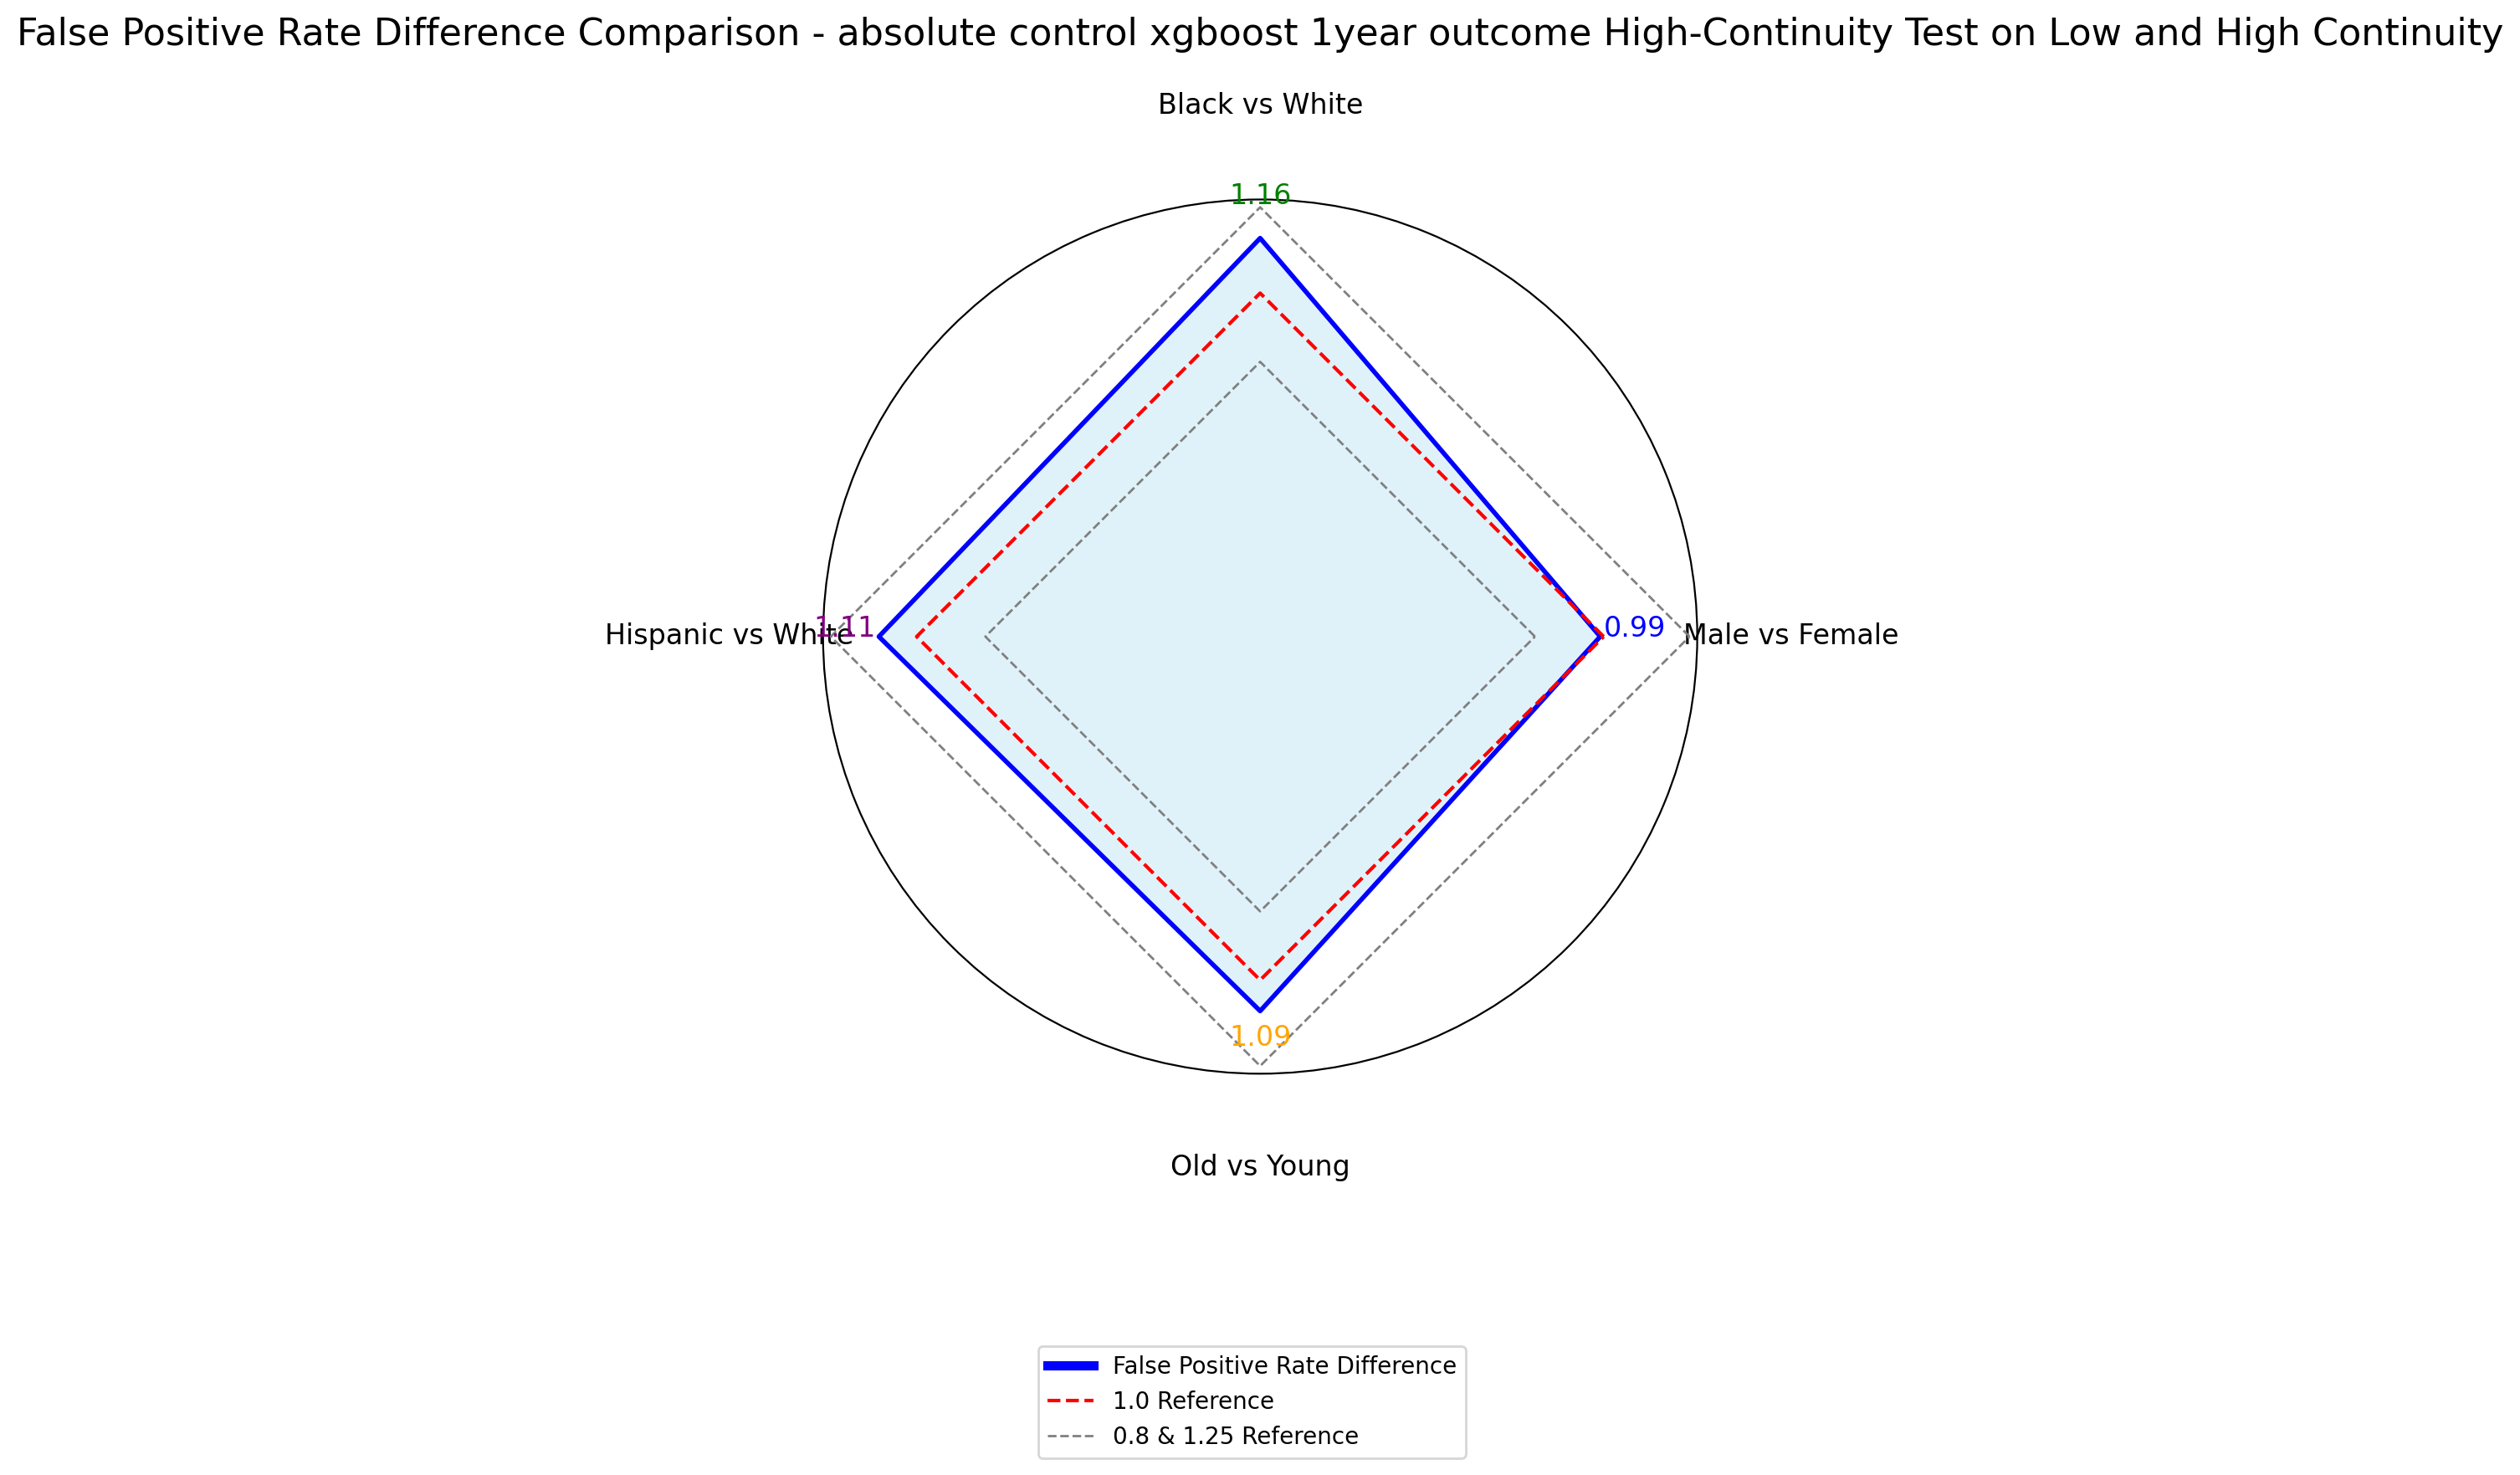 False Positive Rate Difference Comparison - absolute control xgboost 1year outcome High-Continuity Test on Low and High Continuity
Black vs White
1.16
Hispanic vs White
1.11
0.99
Male vs Female
1.09
Old vs Young
False Positive Rate Difference
1.0 Reference
0.8 & 1.25 Reference